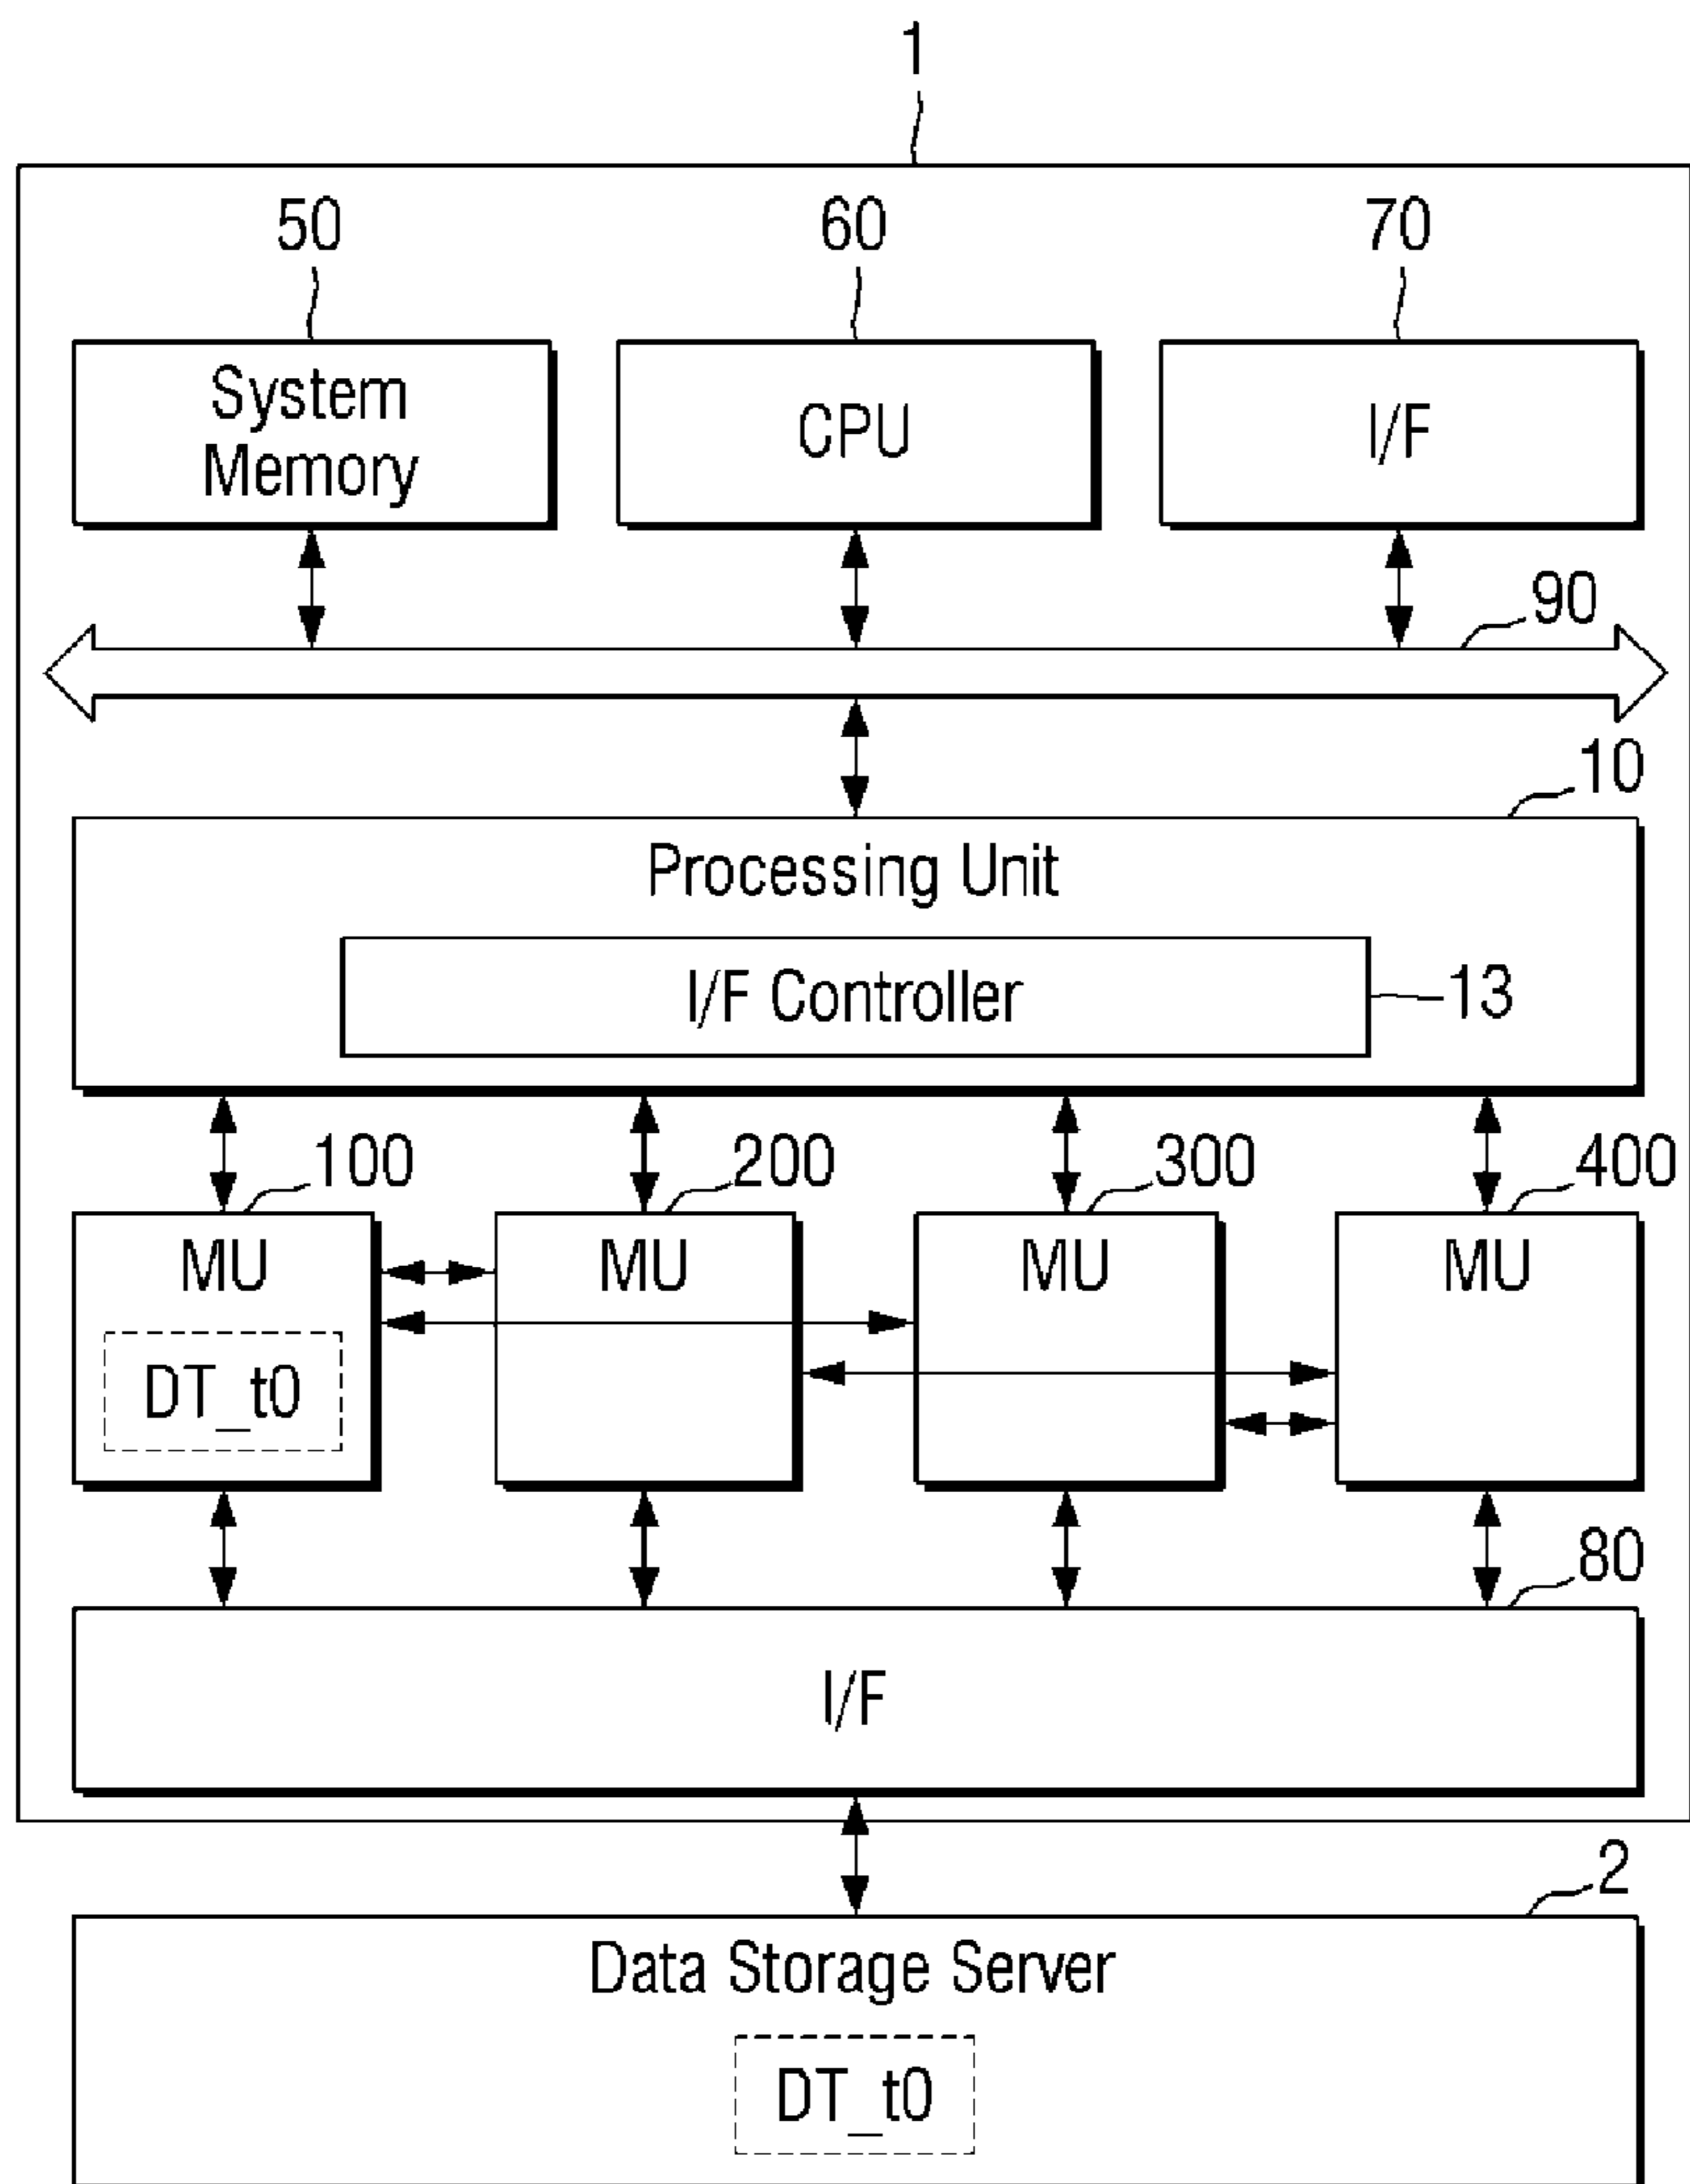 1
50
60
70
System
Memory
CPU
I/F
90
10
Processing Unit
I/F Controller
13
100
200
300
400
MU
MU
MU
MU
DT_t0
80
I/F
2
Data Storage Server
DT_t0